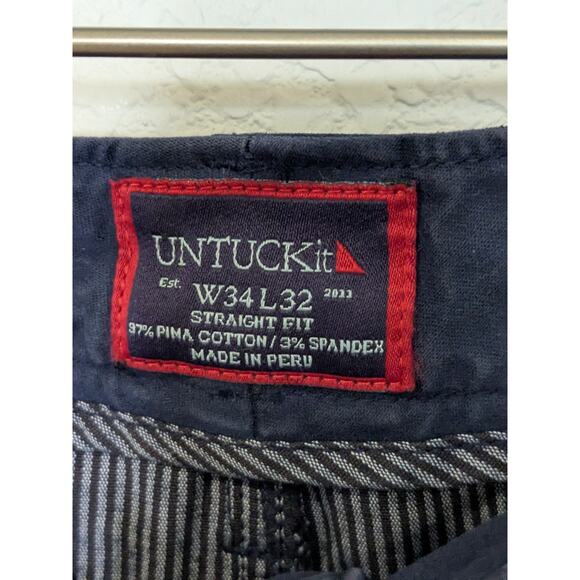 UNTUCKit
Est. W34 L32 2011
STRAIGHT FIT
97% PIMA COTTON / 3% SPANDEX
MADE IN PERU